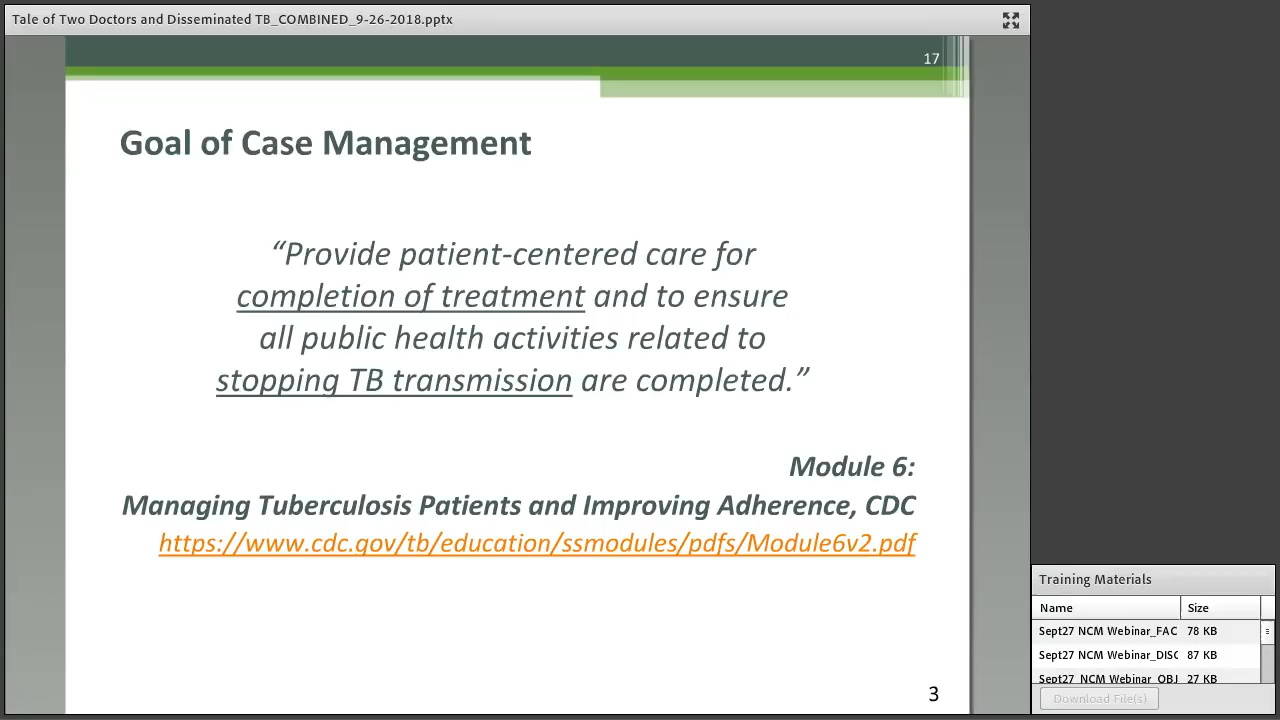 Tale of Two Doctors and Disseminated TB_COMBINED_9-26-2018.pptx
17
Goal of Case Management
“Provide patient-centered care for
completion of treatment and to ensure
all public health activities related to
stopping TB transmission are completed.”
Module 6:
Managing Tuberculosis Patients and Improving Adherence, CDC
https://www.cdc.gov/tb/education/ssmodules/pdfs/Module6v2.pdf
3
Training Materials
Name Size
Sept27 NCM Webinar_FAC 78 KB
Sept27 NCM Webinar_DISC 87 KB
Sept27 NCM Webinar_OBJ 27 KB
Download File(s)